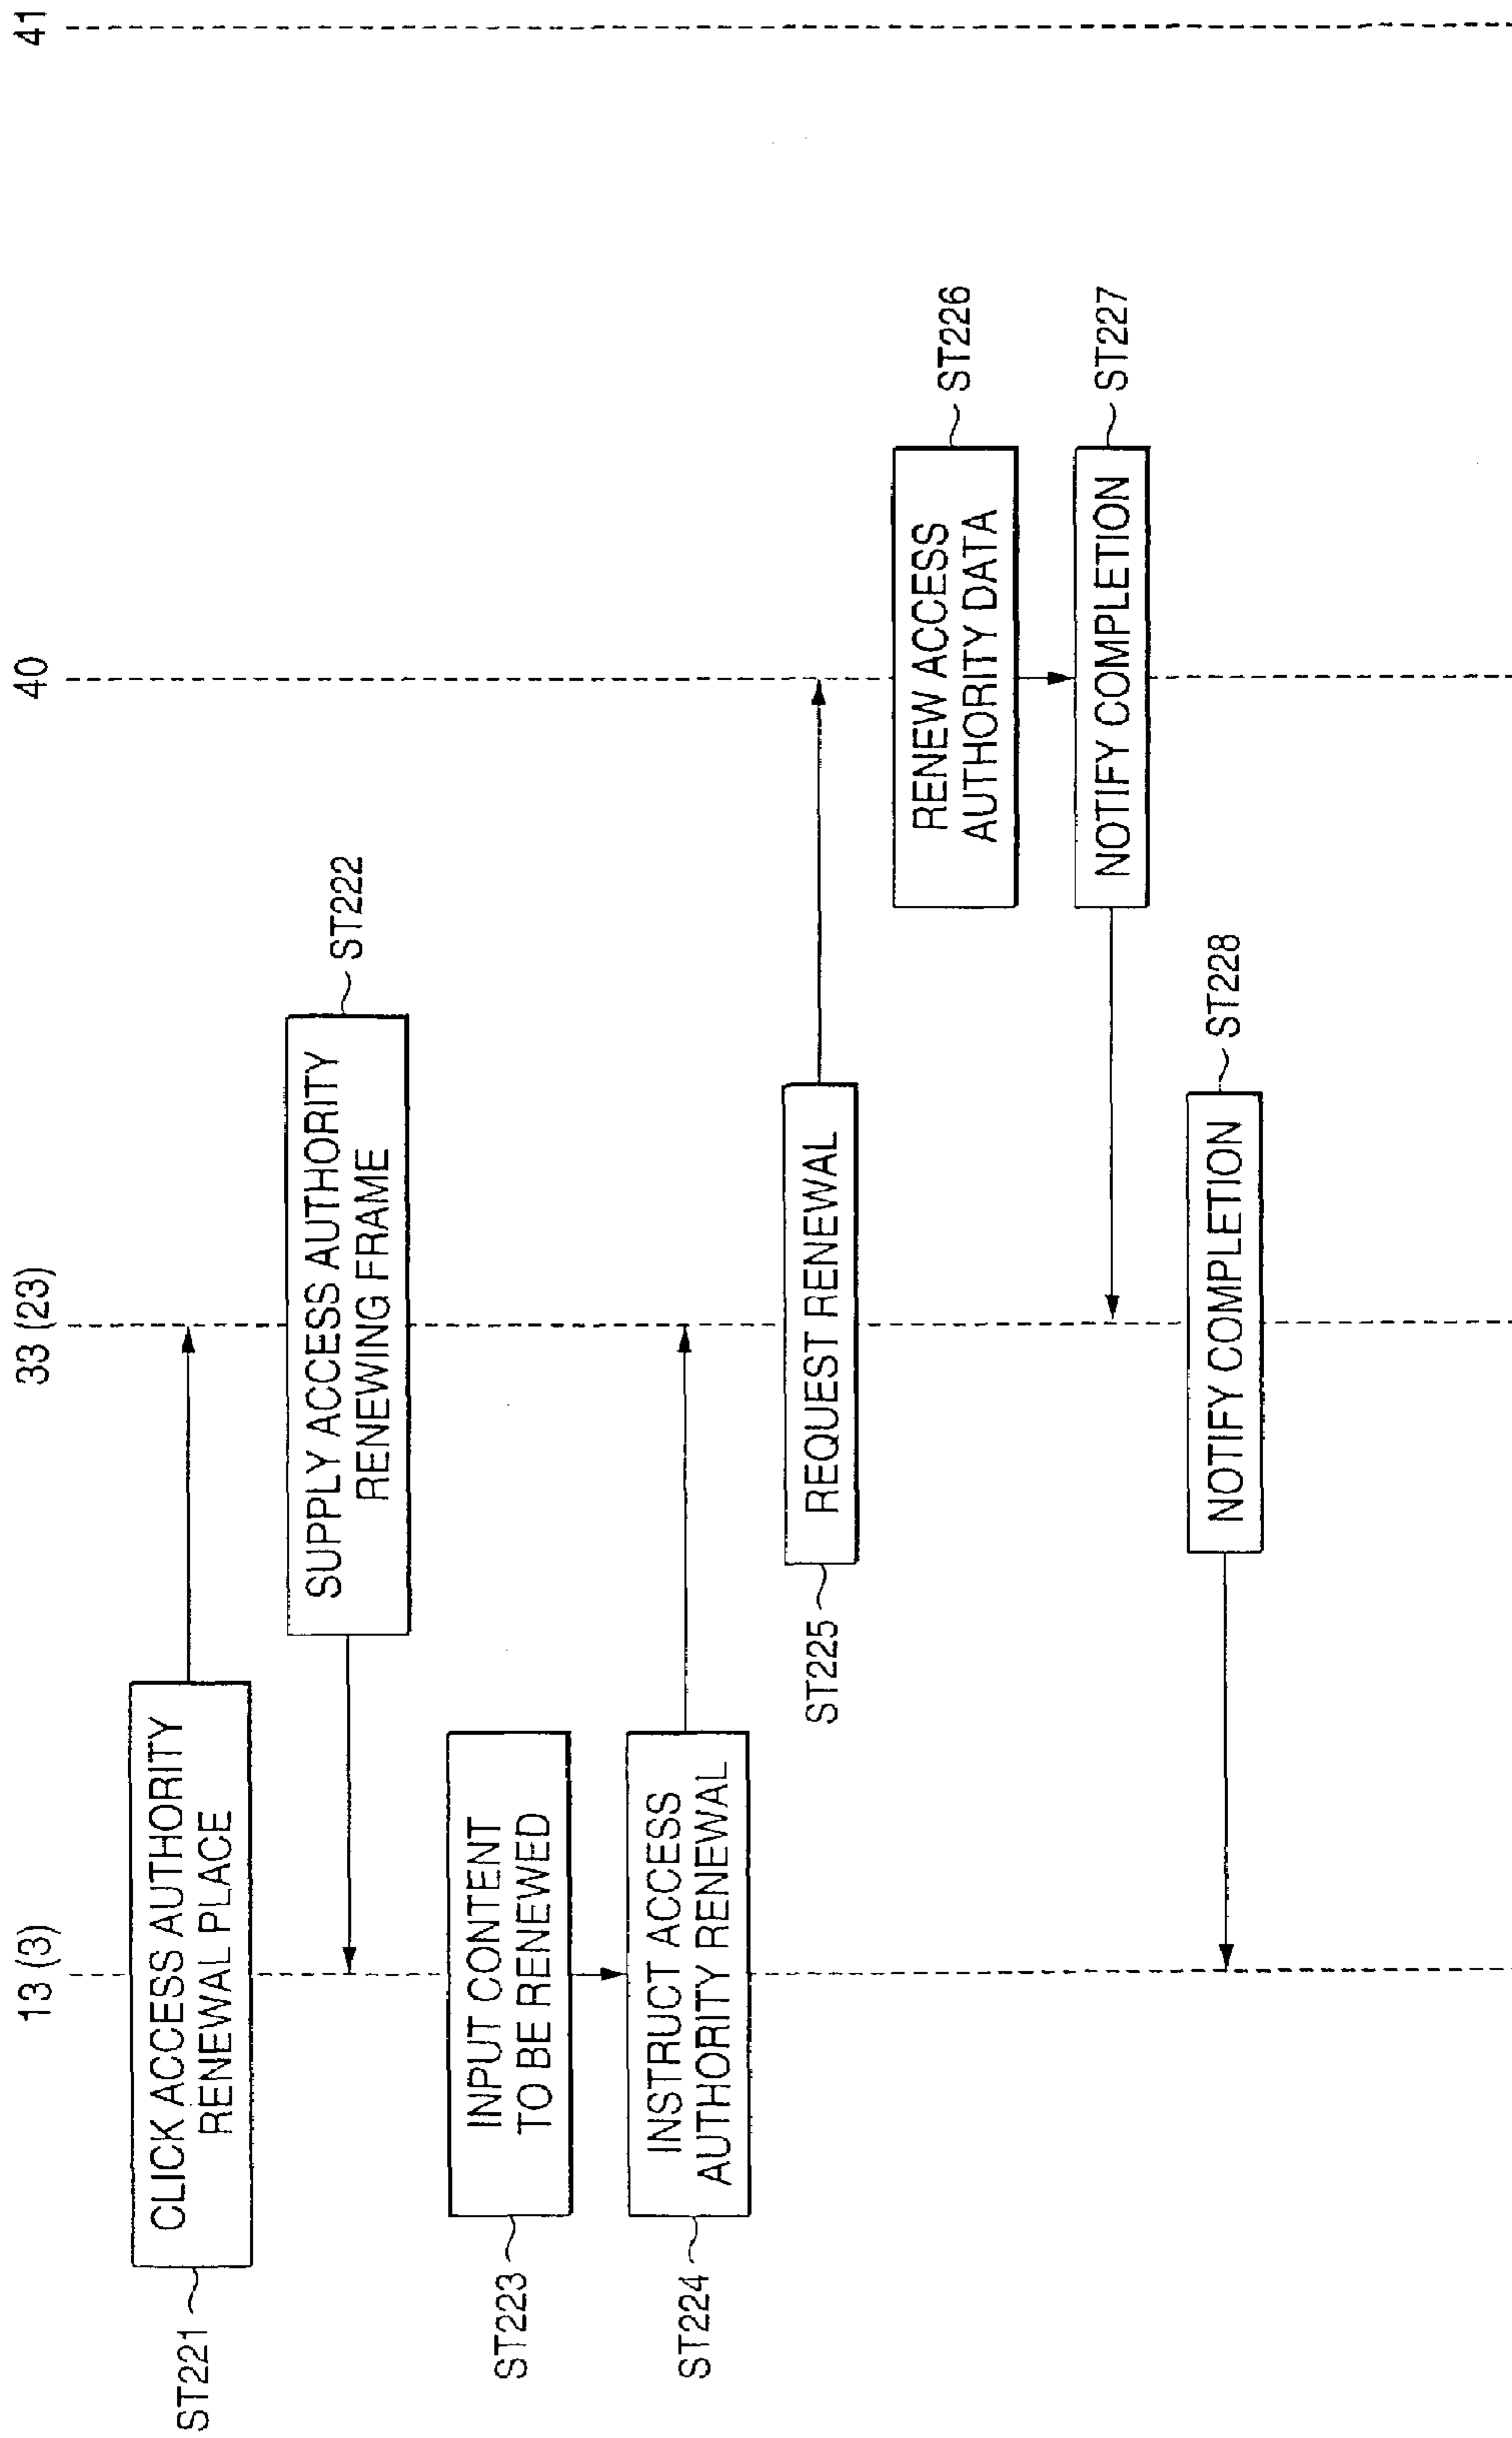 13 (3)
33 (23)
40
41
ST221
CLICK ACCESS AUTHORITY
RENEWAL PLACE
SUPPLY ACCESS AUTHORITY
RENEWING FRAME
ST222
ST223
INPUT CONTENT
TO BE RENEWED
ST224
INSTRUCT ACCESS
AUTHORITY RENEWAL
ST225
REQUEST RENEWAL
RENEW ACCESS
AUTHORITY DATA
ST226
NOTIFY COMPLETION
ST227
NOTIFY COMPLETION
ST228